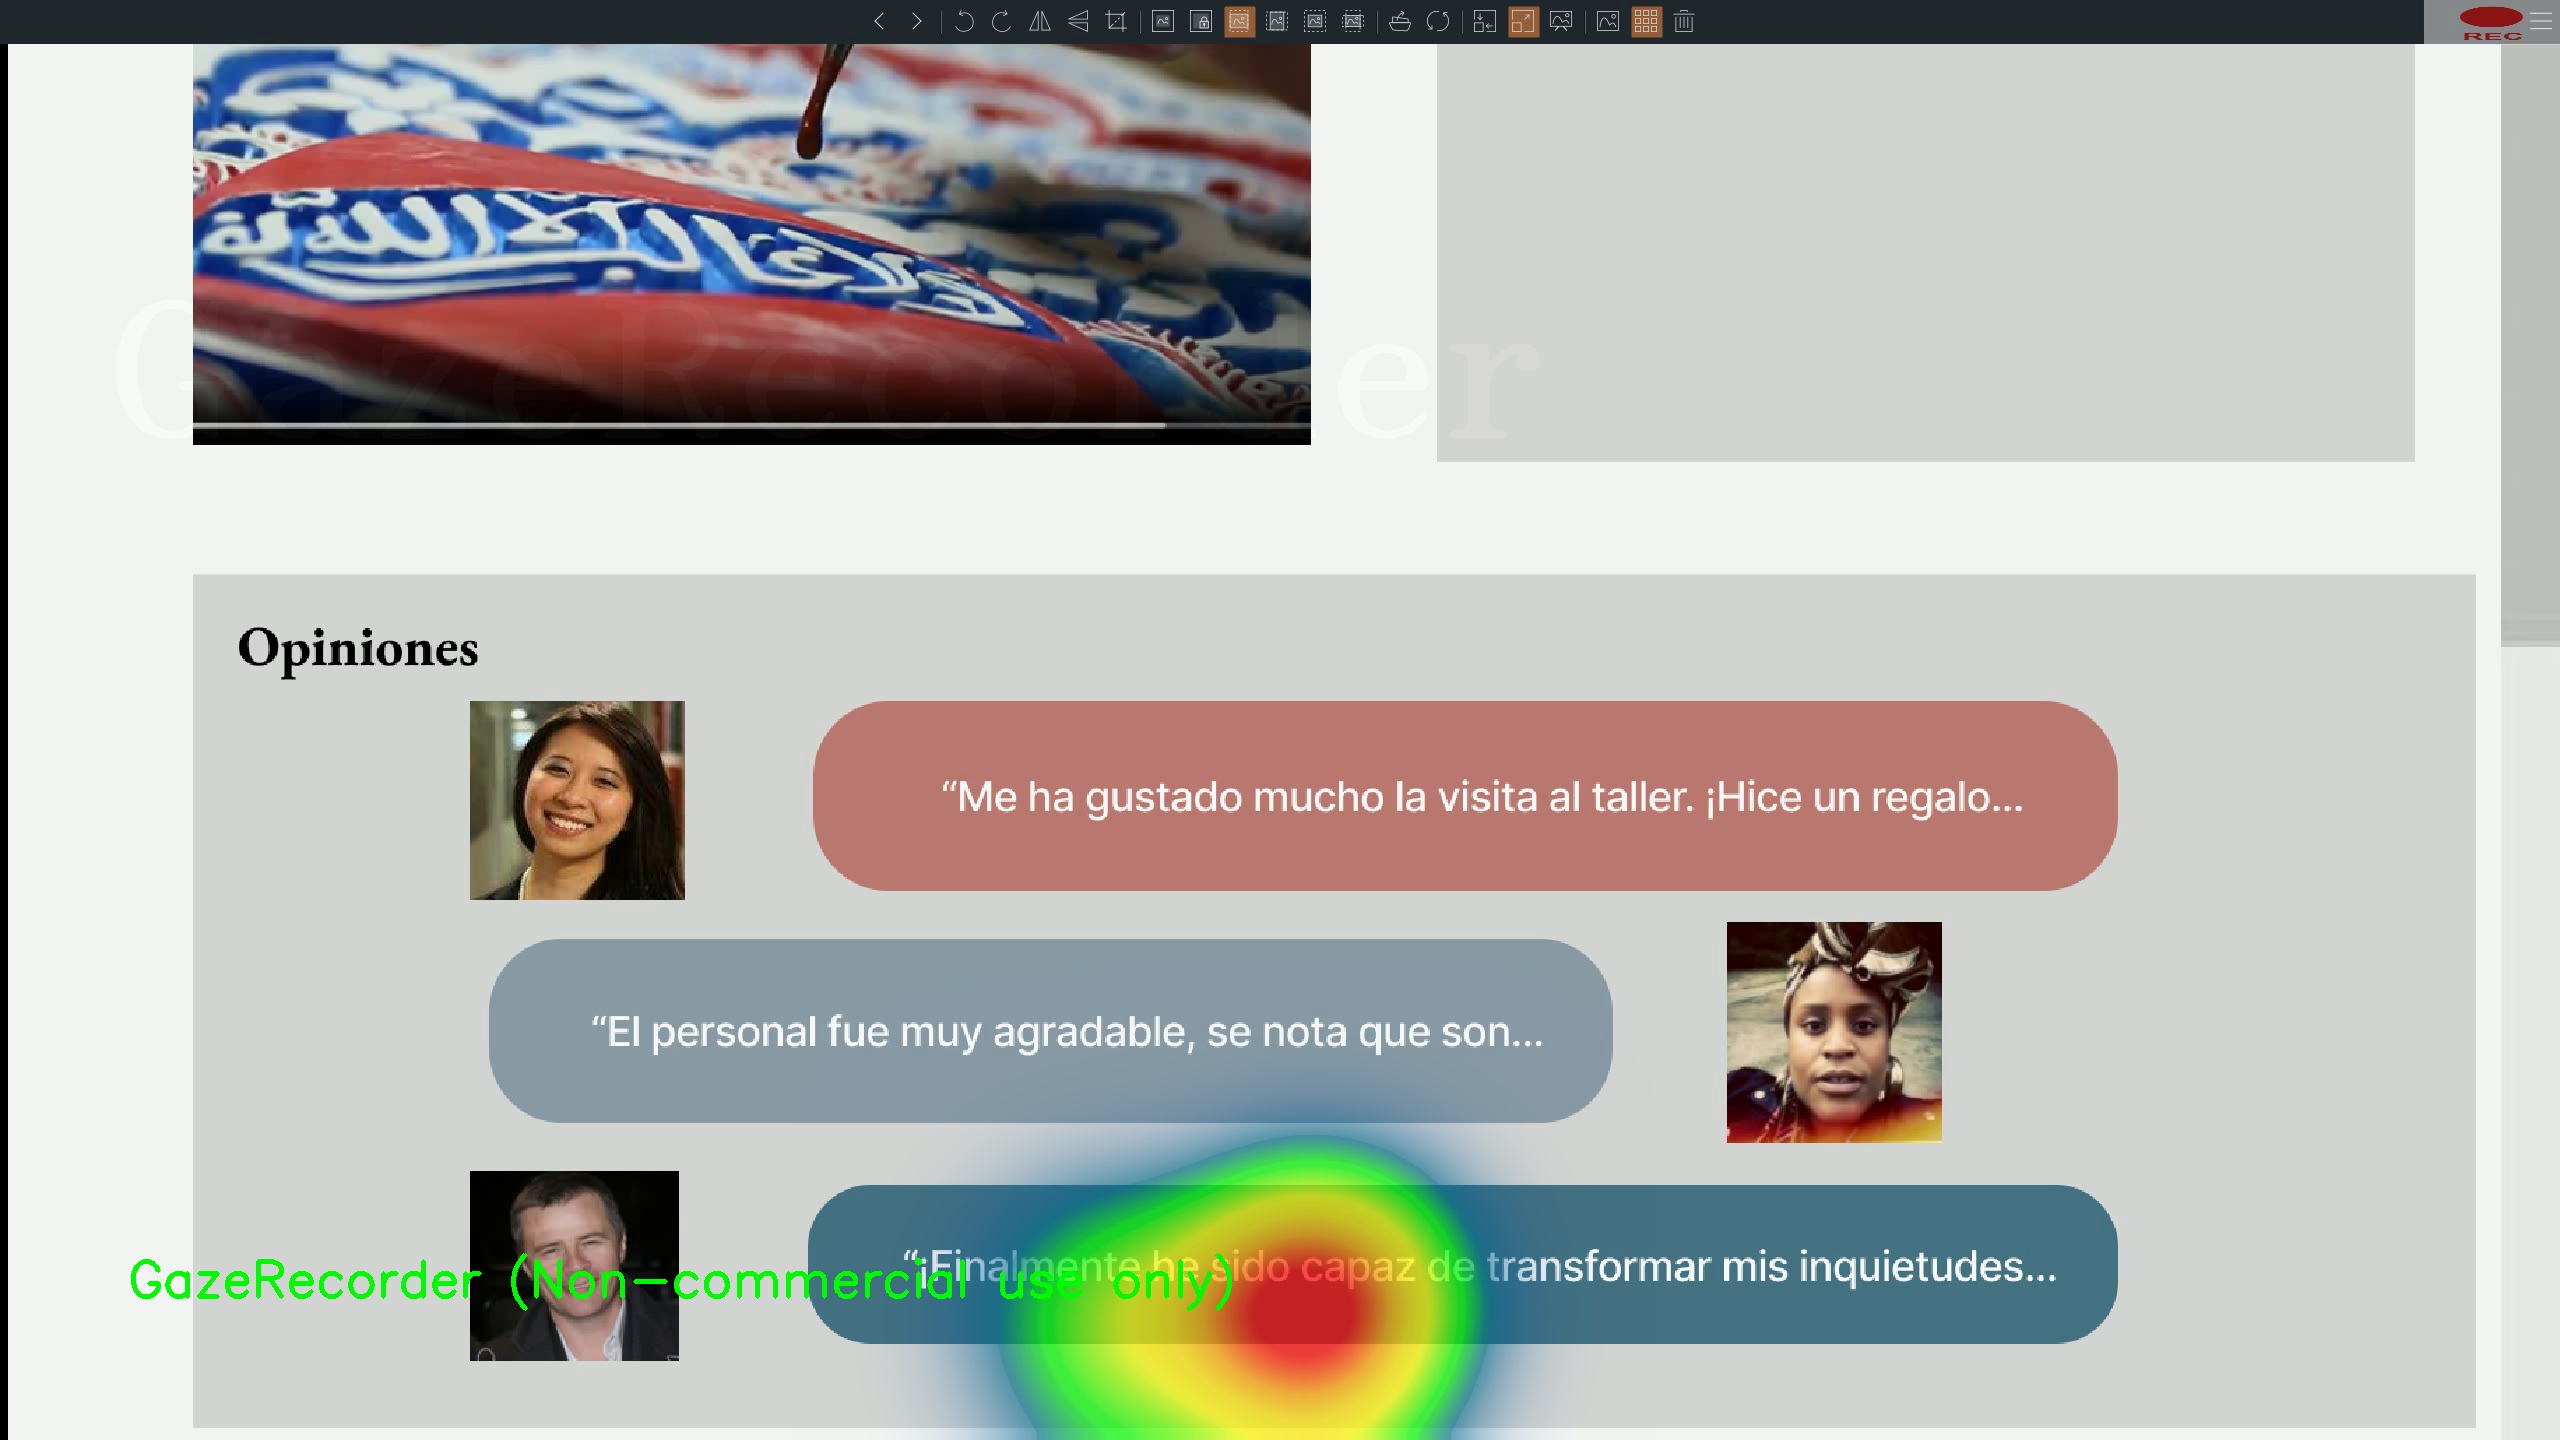 REC
GazeRecorder
Opiniones
“Me ha gustado mucho la visita al taller. ¡Hice un regalo...
“El personal fue muy agradable, se nota que son...
“¡Finalmente he sido capaz de transformar mis inquietudes...
GazeRecorder (Non-commercial use only)